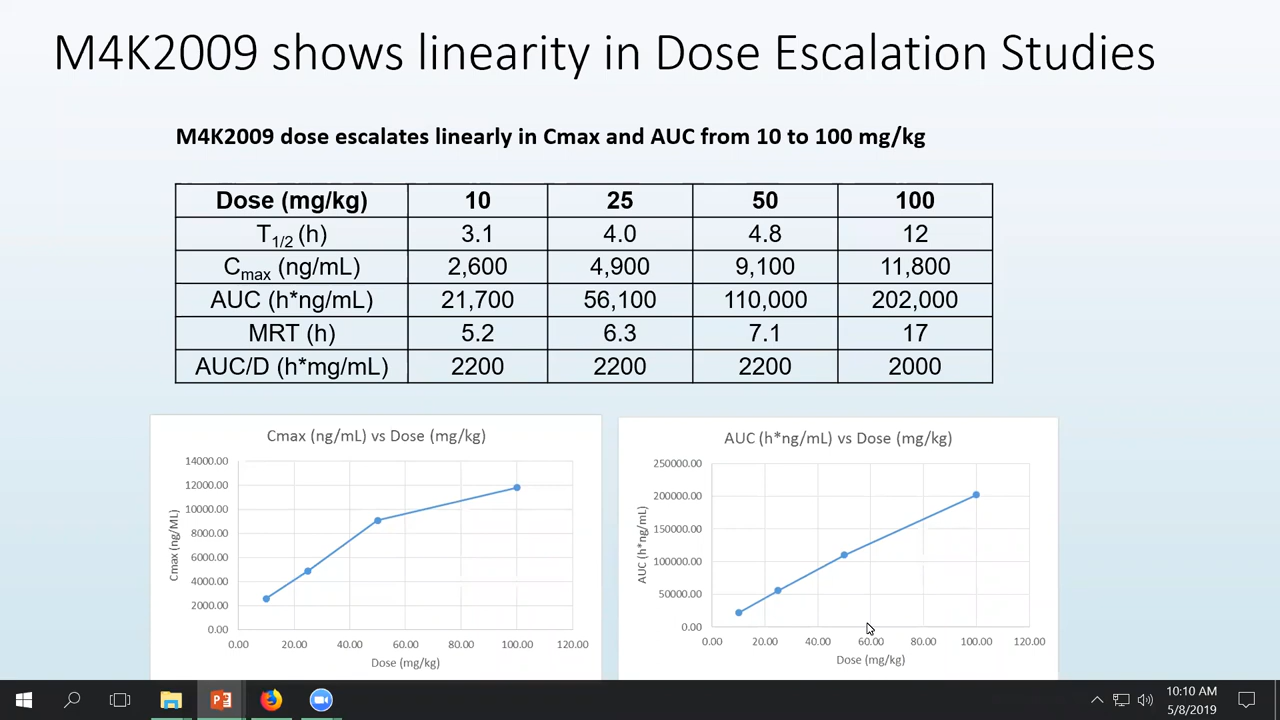 M4K2009 shows linearity in Dose Escalation Studies
M4K2009 dose escalates linearly in Cmax and AUC from 10 to 100 mg/kg
Dose (mg/kg) 10 25 50 100
T1/2 (h) 3.1 4.0 4.8 12
Cmax (ng/mL) 2,600 4,900 9,100 11,800
AUC (h*ng/mL) 21,700 56,100 110,000 202,000
MRT (h) 5.2 6.3 7.1 17
AUC/D (h*mg/mL) 2200 2200 2200 2000
Cmax (ng/mL) vs Dose (mg/kg)
14000.00
12000.00
10000.00
8000.00
6000.00
4000.00
2000.00
0.00
Cmax (ng/ML)
0.00 20.00 40.00 60.00 80.00 100.00 120.00
Dose (mg/kg)
AUC (h*ng/mL) vs Dose (mg/kg)
250000.00
200000.00
150000.00
100000.00
50000.00
0.00
AUC (h*ng/mL)
0.00 20.00 40.00 60.00 80.00 100.00 120.00
Dose (mg/kg)
10:10 AM
5/8/2019